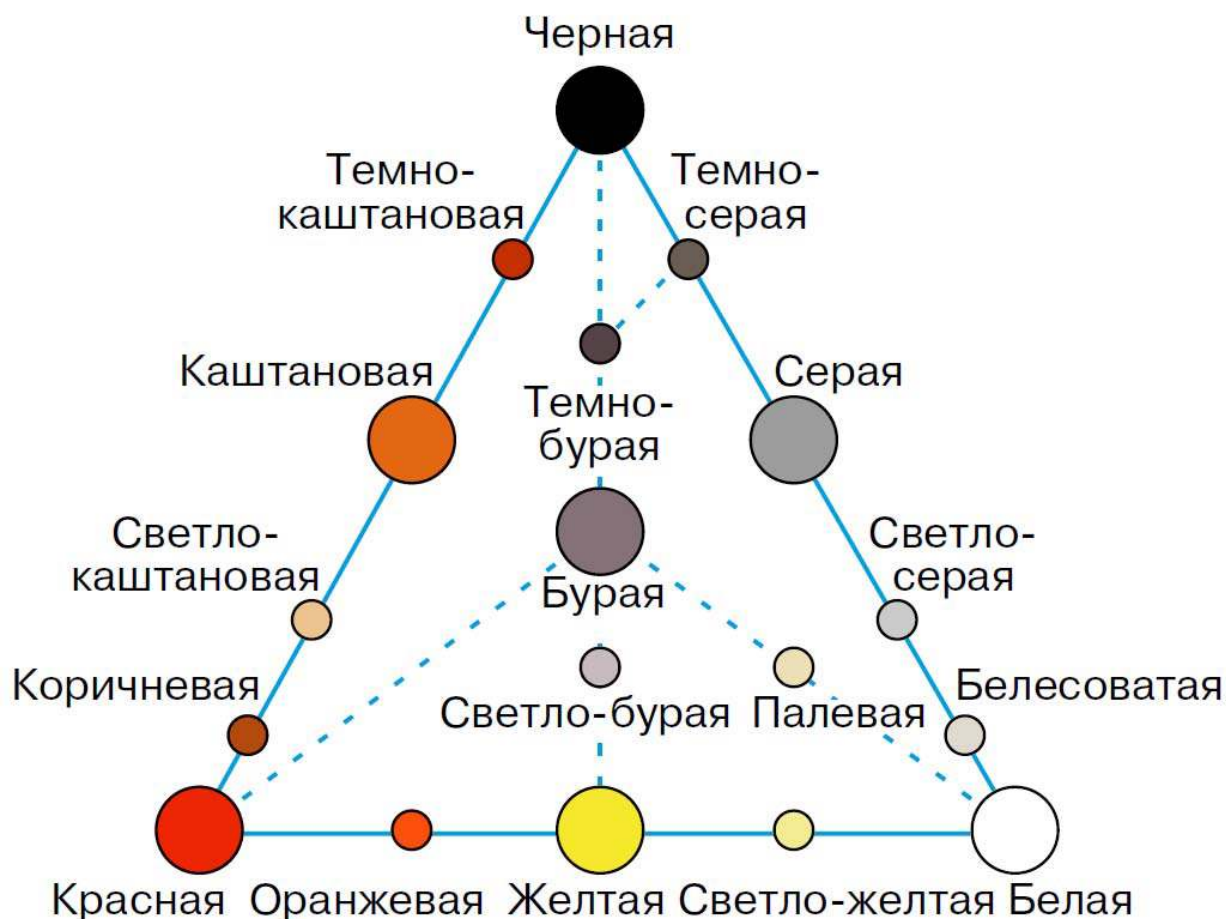 Черная
Темно-
каштановая
Темно-
серая
Каштановая
Серая
Темно-
бурая
Светло-
каштановая
Светло-
серая
Бурая
Коричневая
Белесоватая
Светло-бурая
Палевая
Красная
Оранжевая
Желтая
Светло-желтая
Белая